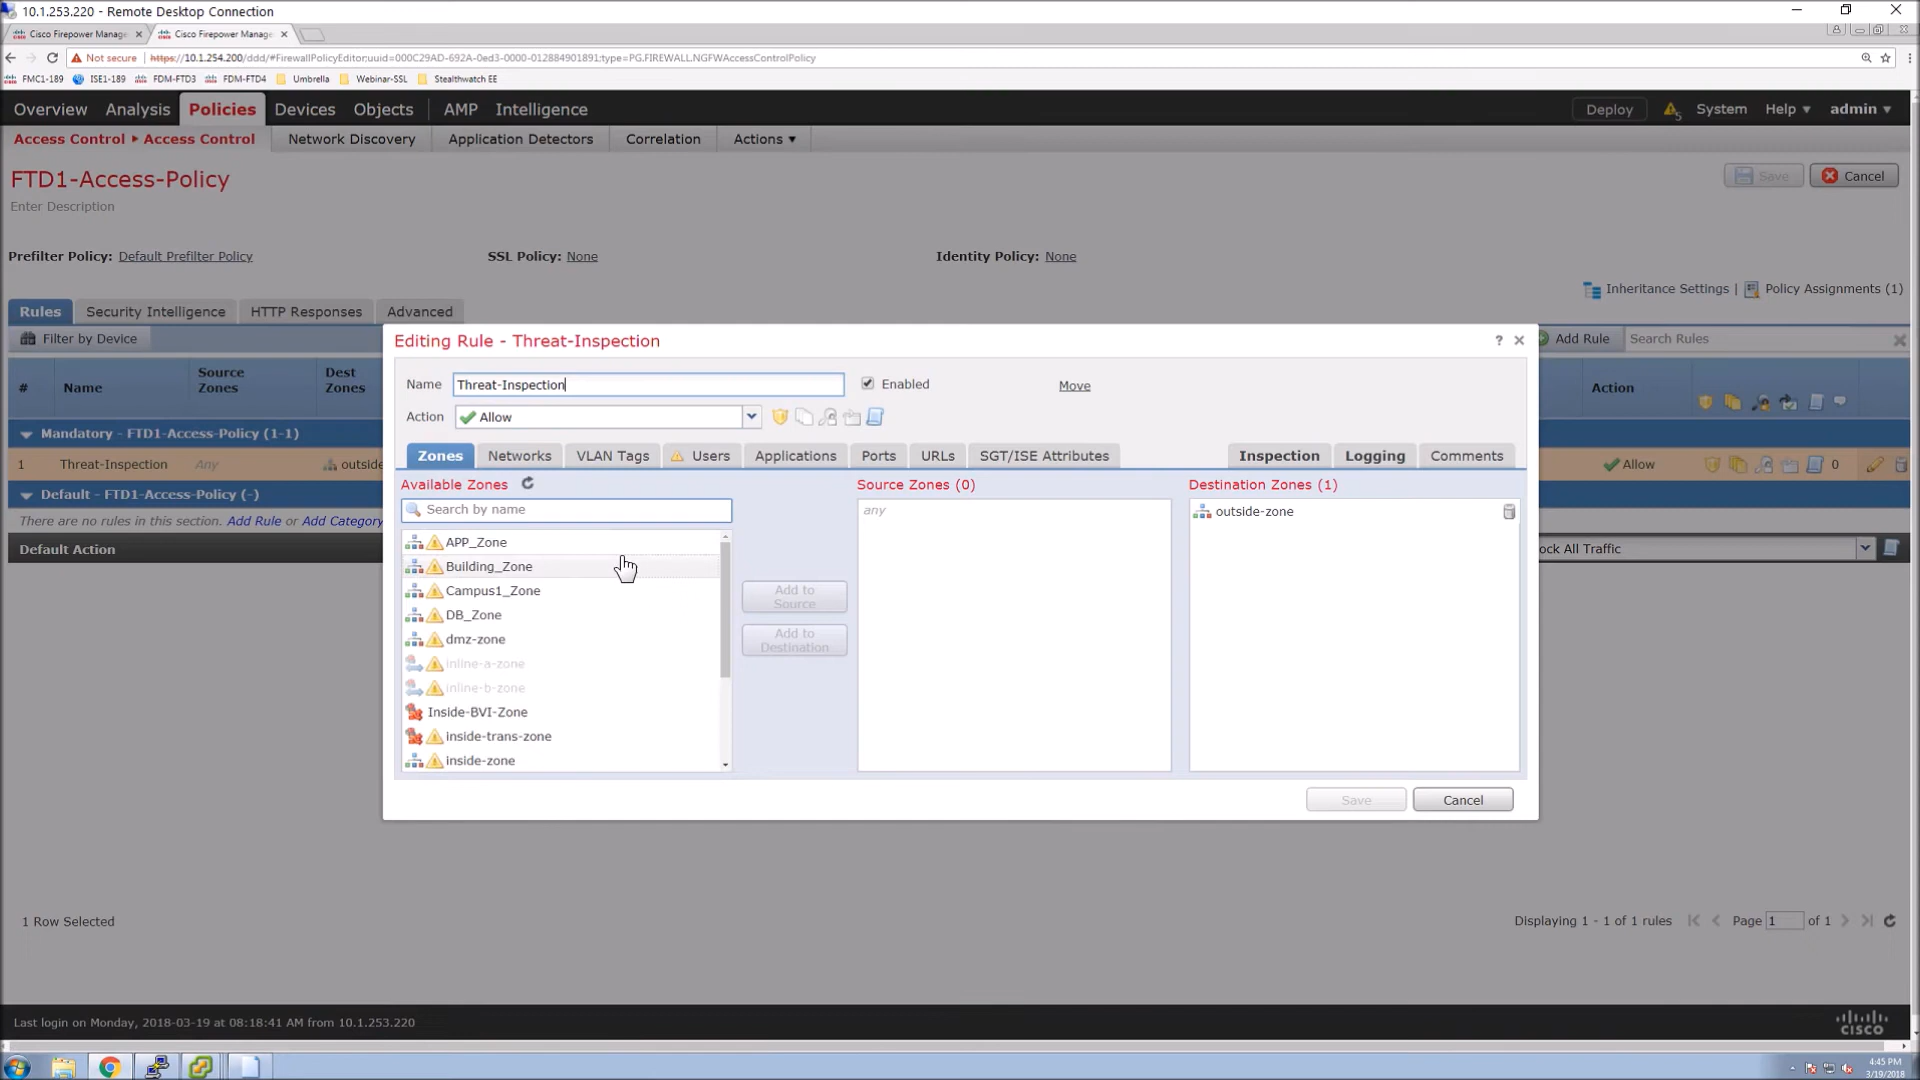 10.1.253.220 - Remote Desktop Connection
Cisco Firepower Manage
Cisco Firepower Manage
Not secure https://10.1.254.200/ddd/#FirewallPolicyEditor;uuid=000C29AD-692A-0ed3-0000-012884901891;type=PG.FIREWALL.NGFWAccessControlPolicy
FMC1-189 ISE1-189 FDM-FTD3 FDM-FTD4 Umbrella Webinar-SSL Stealthwatch EE
Overview Analysis Policies Devices Objects AMP Intelligence Deploy 5 System Help admin
Access Control Access Control Network Discovery Application Detectors Correlation Actions
FTD1-Access-Policy
Save Cancel
Enter Description
Prefilter Policy: Default Prefilter Policy SSL Policy: None Identity Policy: None
Inheritance Settings | Policy Assignments (1)
Rules Security Intelligence HTTP Responses Advanced
Filter by Device Add Rule Search Rules
# Name Source Zones Dest Zones Action
Mandatory - FTD1-Access-Policy (1-1)
1 Threat-Inspection Any outside Allow 0
Default - FTD1-Access-Policy (-)
There are no rules in this section. Add Rule or Add Category
Default Action ock All Traffic
Editing Rule - Threat-Inspection ?
Name Threat-Inspection Enabled Move
Action Allow
Zones Networks VLAN Tags Users Applications Ports URLs SGT/ISE Attributes Inspection Logging Comments
Available Zones Source Zones (0) Destination Zones (1)
Search by name any outside-zone
APP_Zone
Building_Zone
Campus1_Zone
DB_Zone
dmz-zone
inline-a-zone
inline-b-zone
Inside-BVI-Zone
inside-trans-zone
inside-zone
Add to Source
Add to Destination
Save Cancel
1 Row Selected Displaying 1 - 1 of 1 rules Page 1 of 1
Last login on Monday, 2018-03-19 at 08:18:41 AM from 10.1.253.220
CISCO
4:45 PM
3/19/2018